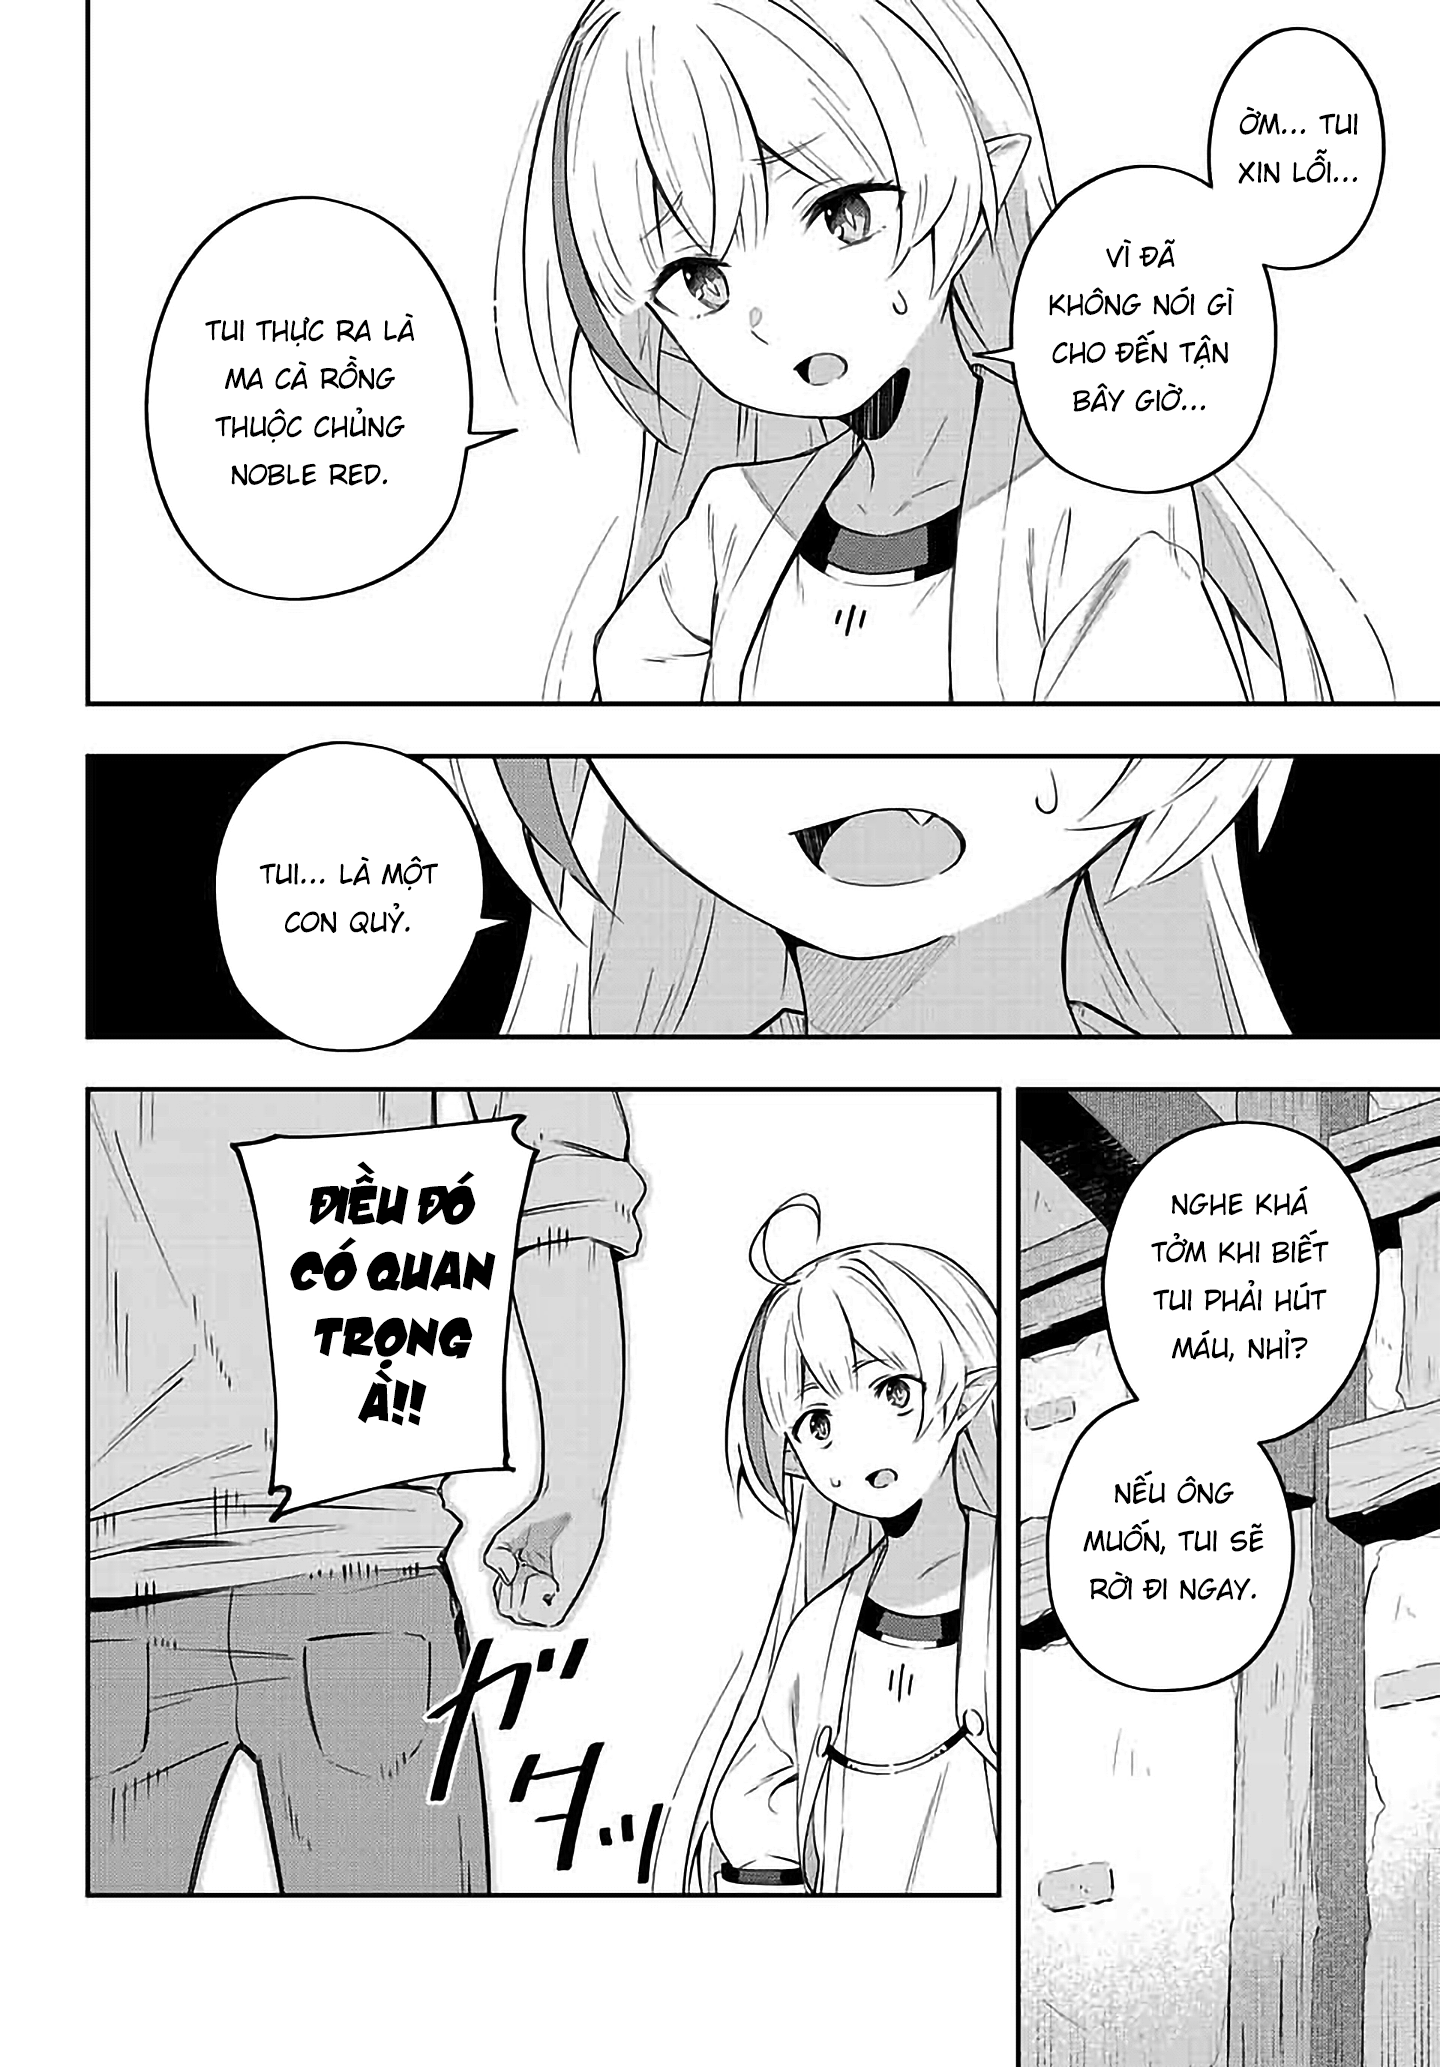 ỜM... TUI
XIN LỖI...
VÌ ĐÃ
KHÔNG NÓI GÌ
CHO ĐẾN TẬN
BÂY GIỜ...
TUI THỰC RA LÀ
MA CÀ RỒNG
THUỘC CHỦNG
NOBLE RED.
TUI... LÀ MỘT
CON QUỶ.
NGHE KHÁ
TỞM KHI BIẾT
TUI PHẢI HÚT
MÁU, NHỈ?
NẾU ÔNG
MUỐN, TUI SẼ
RỜI ĐI NGAY.
ĐIỀU ĐÓ
CÓ QUAN
TRỌNG
À!!
ガタッ